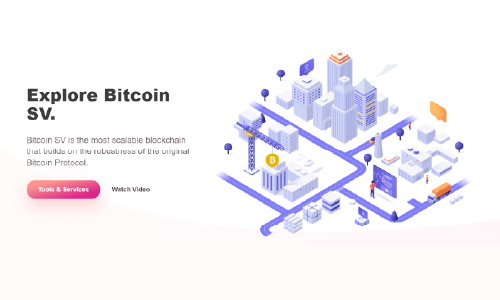 Explore Bitcoin
SV.
Bitcoin SV is the most scalable blockchain
that builds on the robustness of the original
Bitcoin Protocol.
Tools & Services
Watch Video